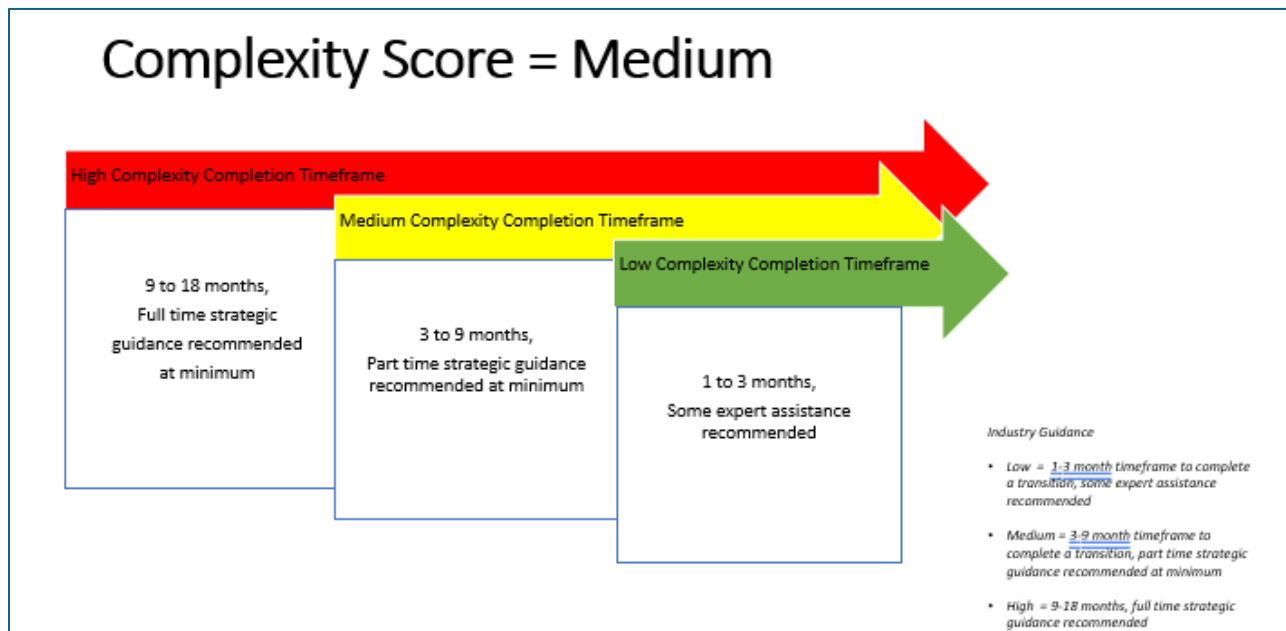 Complexity Score = Medium
High Complexity Completion Timeframe
9 to 18 months,
Full time strategic
guidance recommended
at minimum
Medium Complexity Completion Timeframe
3 to 9 months,
Part time strategic guidance
recommended at minimum
Low Complexity Completion Timeframe
1 to 3 months,
Some expert assistance
recommended
Industry Guidance
• Low = 1-3 month timeframe to complete
a transition, some expert assistance
recommended
• Medium = 3-9 month timeframe to
complete a transition, part time strategic
guidance recommended at minimum
• High = 9-18 months, full time strategic
guidance recommended